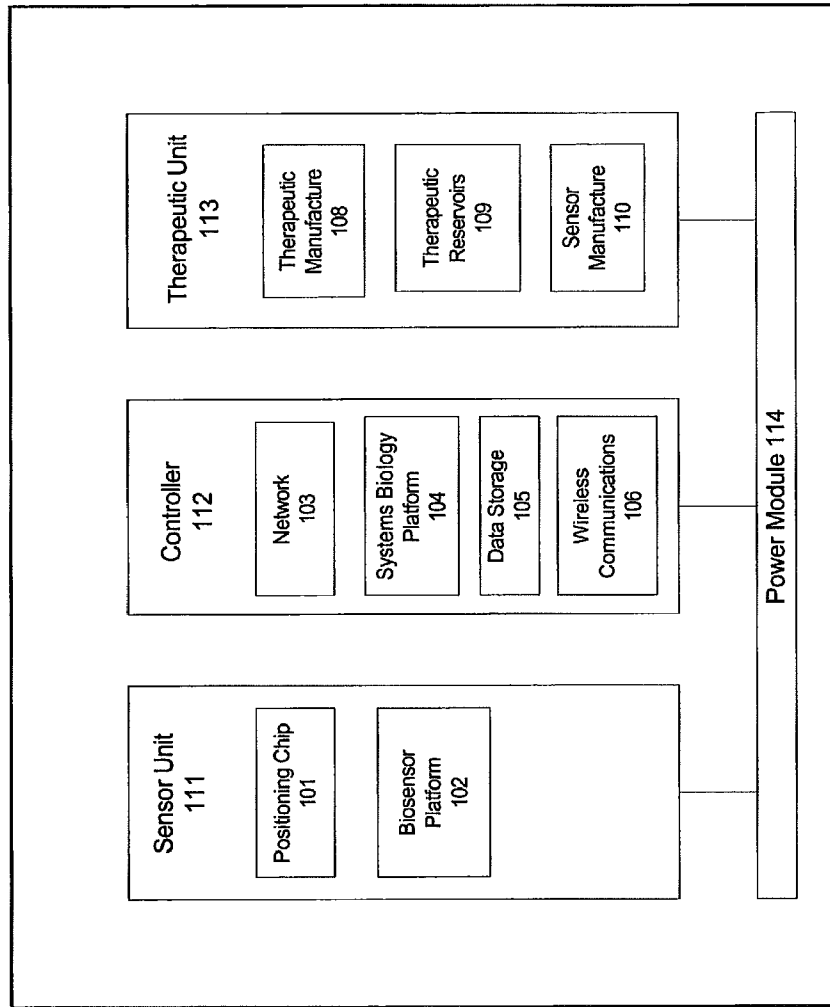 Sensor Unit
111
Positioning Chip
101
Biosensor
Platform
102
Controller
112
Network
103
Systems Biology
Platform
104
Data Storage
105
Wireless
Communications
106
Therapeutic Unit
113
Therapeutic
Manufacture
108
Therapeutic
Reservoirs
109
Sensor
Manufacture
110
Power Module 114